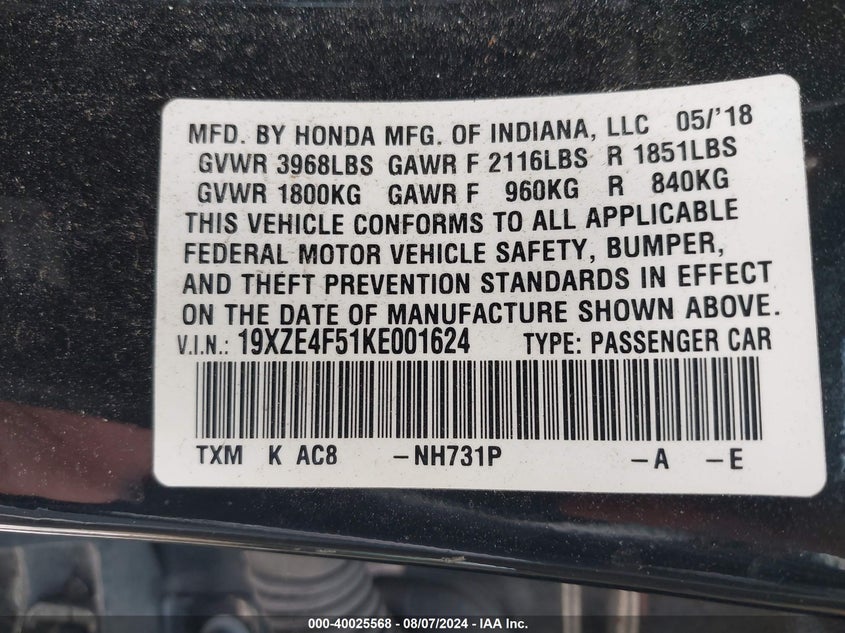 MFD. BY HONDA MFG. OF INDIANA, LLC 05/'18
GVWR 3968LBS GAWR F 2116LBS R 1851LBS
GVWR 1800KG GAWR F 960KG R 840KG
THIS VEHICLE CONFORMS TO ALL APPLICABLE
FEDERAL MOTOR VEHICLE SAFETY, BUMPER,
AND THEFT PREVENTION STANDARDS IN EFFECT
ON THE DATE OF MANUFACTURE SHOWN ABOVE.
V.I.N.: 19XZE4F51KE001624 TYPE: PASSENGER CAR
TXM K AC8 -NH731P -A -E
000-40025568 - 08/07/2024 - IAA Inc.